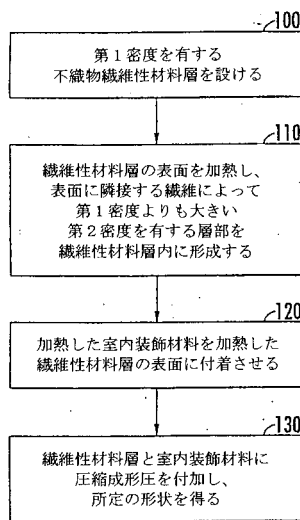 100
第１密度を有する
不織物繊維性材料層を設ける
110
繊維性材料層の表面を加熱し、
表面に隣接する繊維によって
第１密度よりも大きい
第２密度を有する層部を
繊維性材料層内に形成する
120
加熱した室内装飾材料を加熱した
繊維性材料層の表面に付着させる
130
繊維性材料層と室内装飾材料に
圧縮成形圧を付加し、
所定の形状を得る